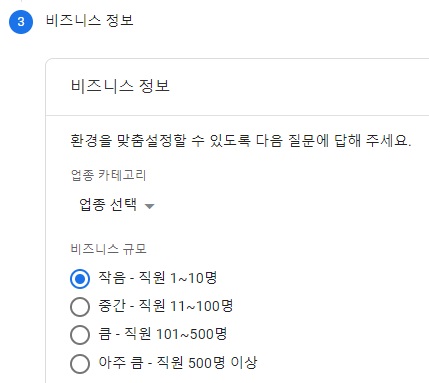 3 비즈니스 정보
비즈니스 정보
환경을 맞춤설정할 수 있도록 다음 질문에 답해 주세요.
업종 카테고리
업종 선택
비즈니스 규모
작음 - 직원 1~10명
중간 - 직원 11~100명
큼 - 직원 101~500명
아주 큼 - 직원 500명 이상